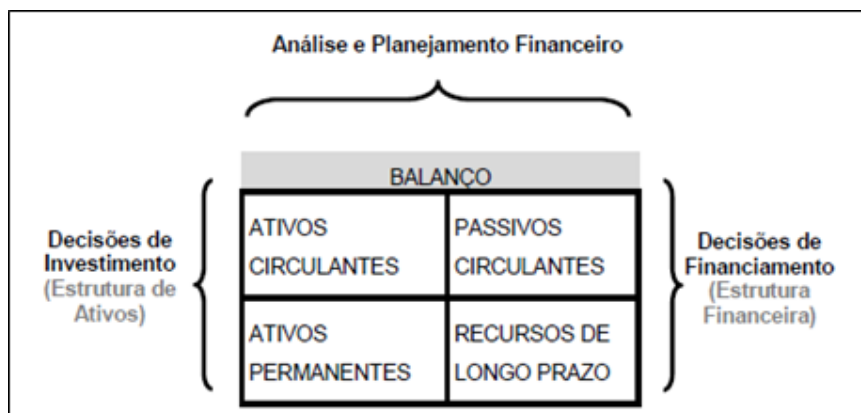 Análise e Planejamento Financeiro
BALANÇO
Decisões de
Investimento
(Estrutura de
Ativos)
ATIVOS
CIRCULANTES
PASSIVOS
CIRCULANTES
ATIVOS
PERMANENTES
RECURSOS DE
LONGO PRAZO
Decisões de
Financiamento
(Estrutura
Financeira)